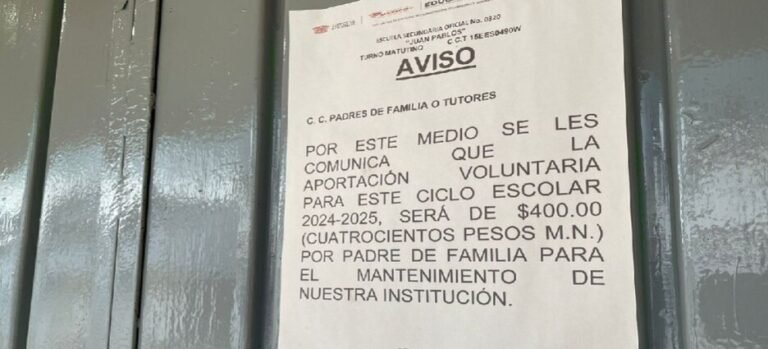 ESCUELA SECUNDARIA OFICIAL No. 0320
"JUAN PABLOS"
TURNO MATUTINO C.C.T 15EES0490W
AVISO
C. C. PADRES DE FAMILIA O TUTORES
POR ESTE MEDIO SE LES
COMUNICA QUE LA
APORTACIÓN VOLUNTARIA
PARA ESTE CICLO ESCOLAR
2024-2025, SERÁ DE $400.00
(CUATROCIENTOS PESOS M.N.)
POR PADRE DE FAMILIA PARA
EL MANTENIMIENTO DE
NUESTRA INSTITUCIÓN.